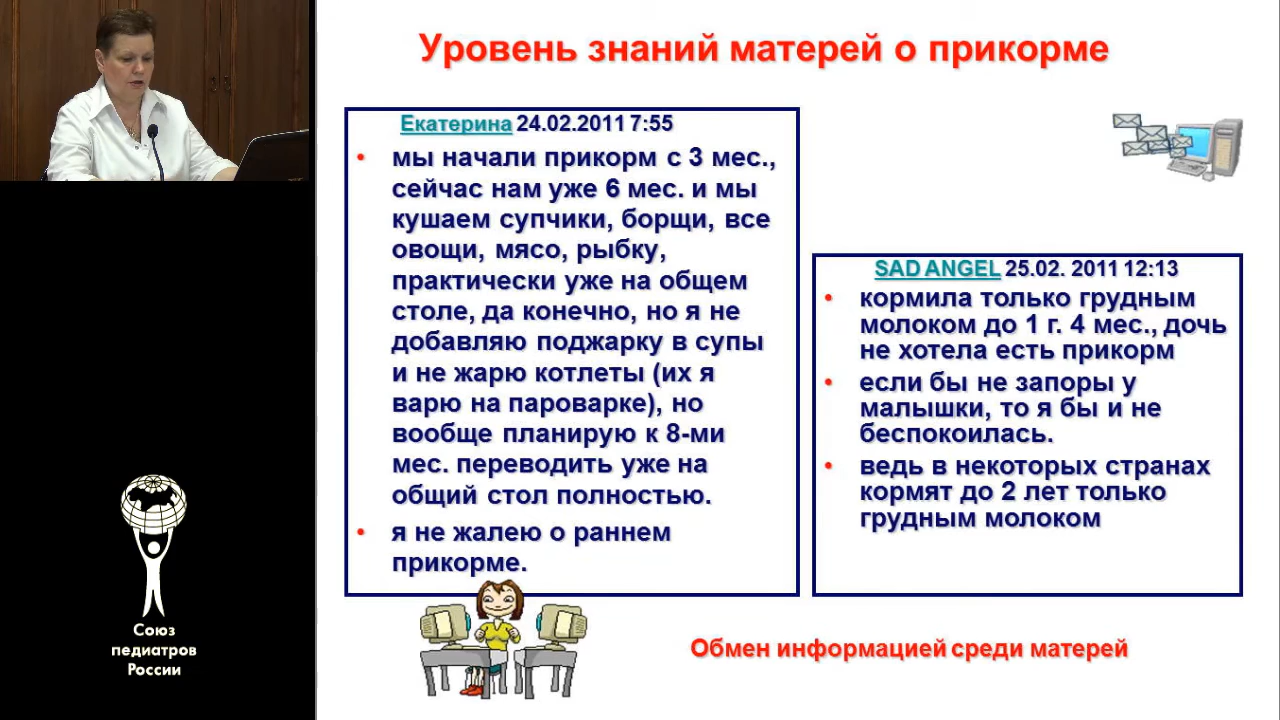 Уровень знаний матерей о прикорме
Екатерина 24.02.2011 7:55
• мы начали прикорм с 3 мес.,
сейчас нам уже 6 мес. и мы
кушаем супчики, борщи, все
овощи, мясо, рыбку,
практически уже на общем
столе, да конечно, но я не
добавляю поджарку в супы
и не жарю котлеты (их я
варю на пароварке), но
вообще планирую к 8-ми
мес. переводить уже на
общий стол полностью.
• я не жалею о раннем
прикорме.
SAD ANGEL 25.02. 2011 12:13
• кормила только грудным
молоком до 1 г. 4 мес., дочь
не хотела есть прикорм
• если бы не запоры у
малышки, то я бы и не
беспокоилась.
• ведь в некоторых странах
кормят до 2 лет только
грудным молоком
Обмен информацией среди матерей
Союз
педиатров
России